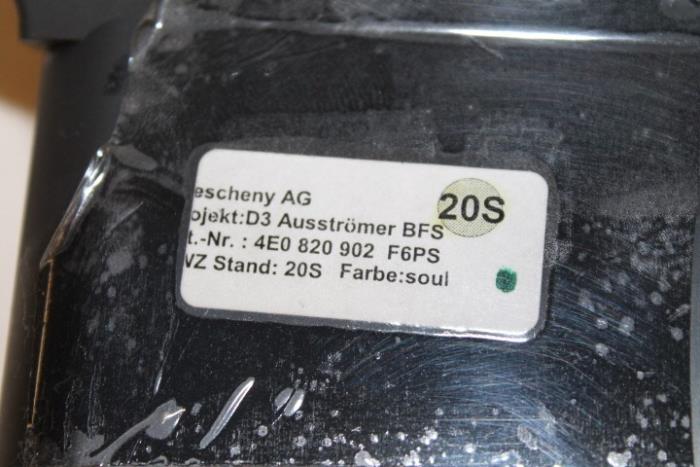 escheny AG
ojekt:D3 Ausströmer BFS
20S
t.-Nr. : 4E0 820 902 F6PS
VZ Stand: 20S Farbe:soul